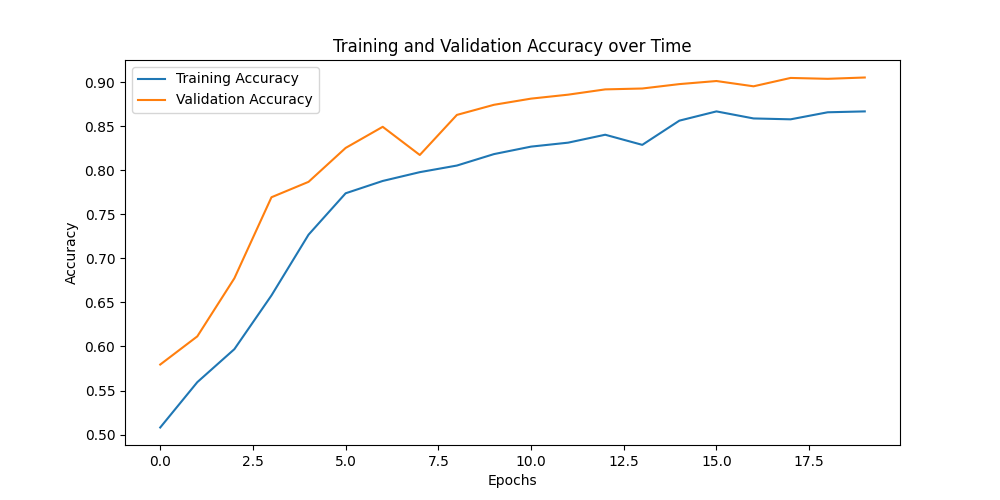 Training and Validation Accuracy over Time
Training Accuracy
Validation Accuracy
0.90
0.85
0.80
0.75
0.70
0.65
0.60
0.55
0.50
Accuracy
0.0 2.5 5.0 7.5 10.0 12.5 15.0 17.5
Epochs